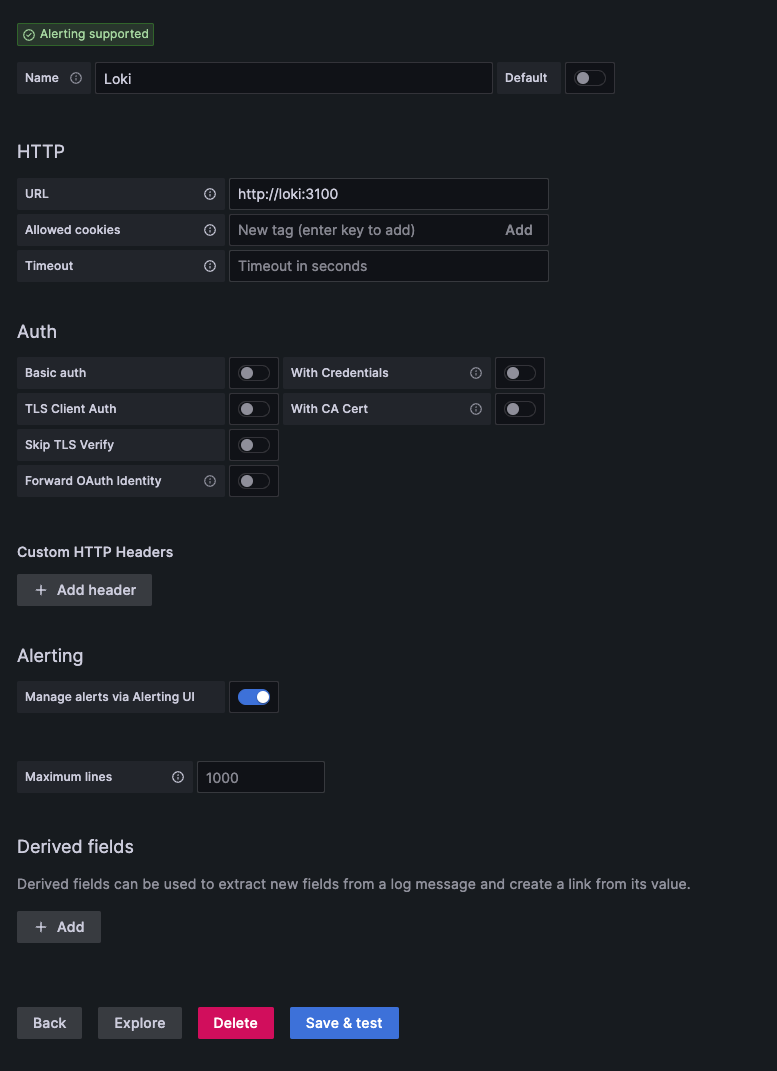 Alerting supported
Name Loki Default
HTTP
URL http://loki:3100
Allowed cookies New tag (enter key to add) Add
Timeout Timeout in seconds
Auth
Basic auth With Credentials
TLS Client Auth With CA Cert
Skip TLS Verify
Forward OAuth Identity
Custom HTTP Headers
+ Add header
Alerting
Manage alerts via Alerting UI
Maximum lines 1000
Derived fields
Derived fields can be used to extract new fields from a log message and create a link from its value.
+ Add
Back Explore Delete Save & test